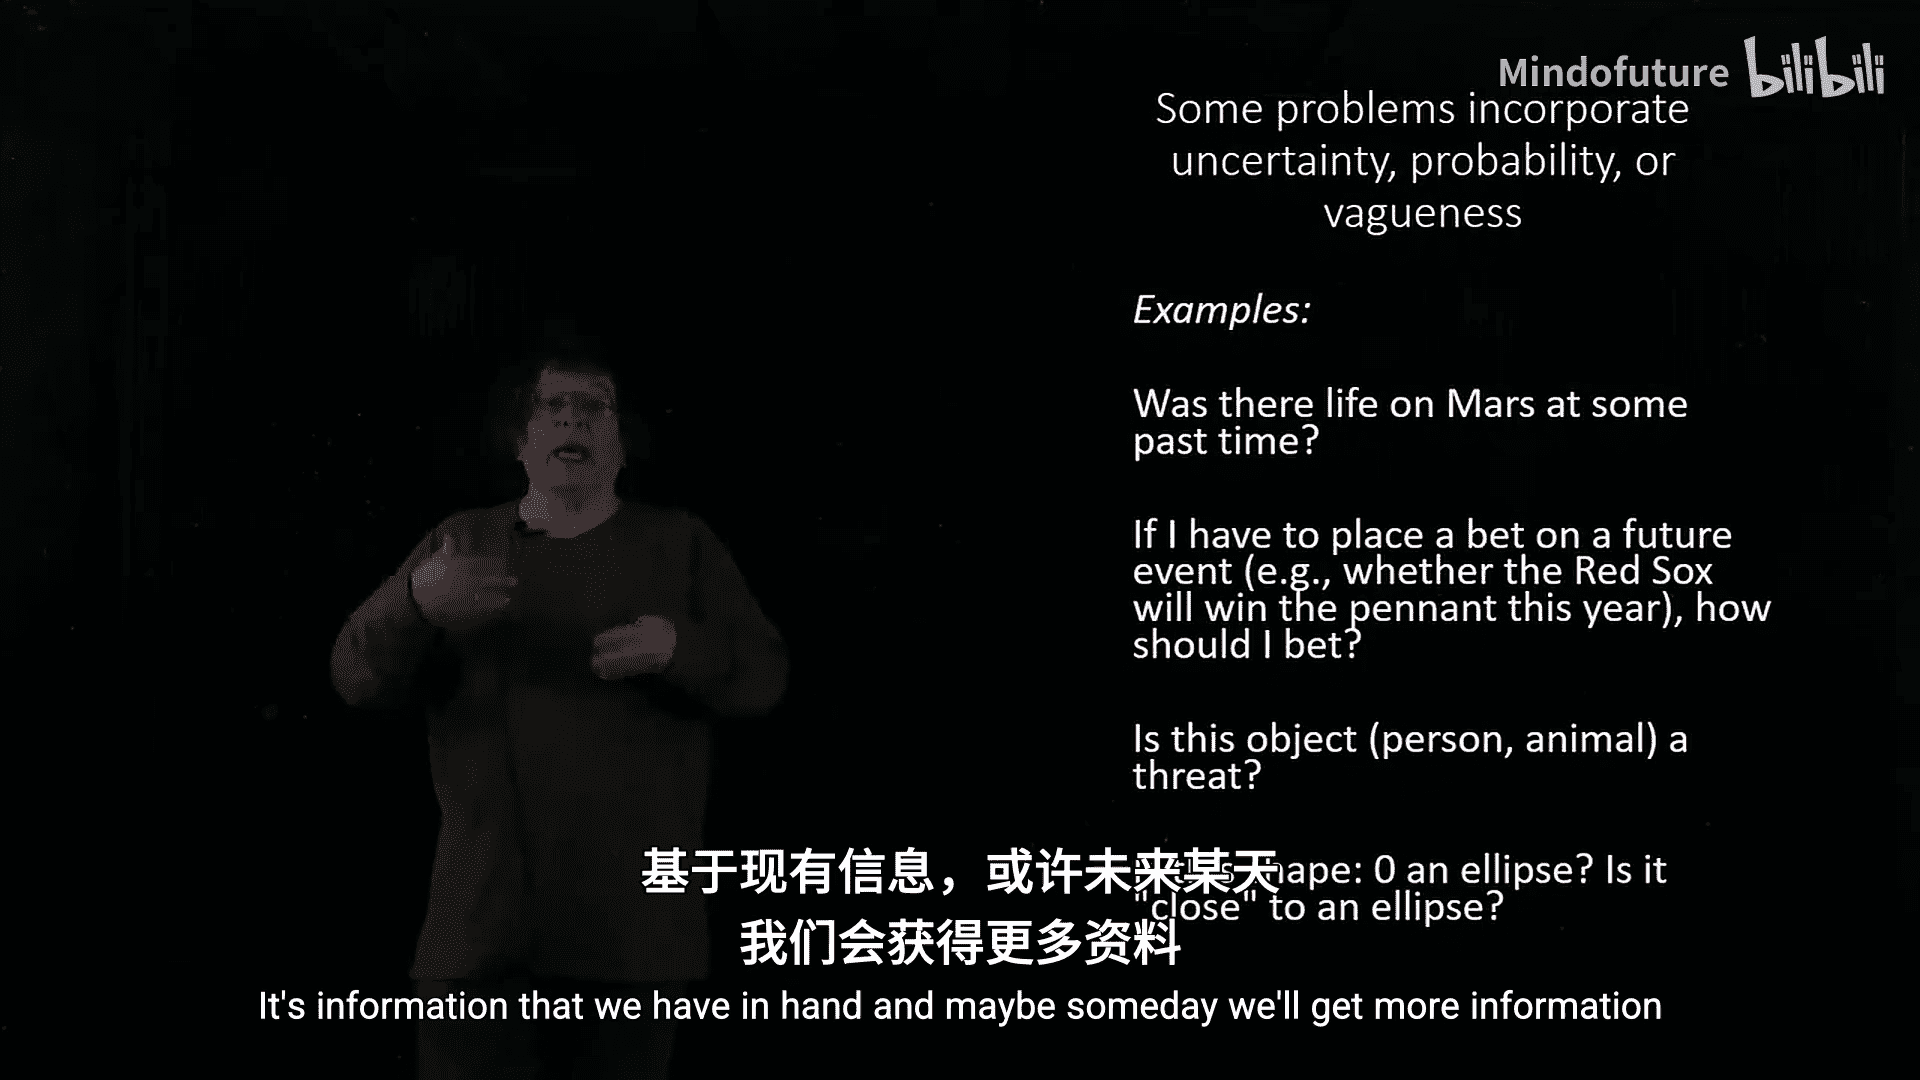 Mindofuture bilibili
Some problems incorporate
uncertainty, probability, or
vagueness
Examples:
Was there life on Mars at some
past time?
If I have to place a bet on a future
event (e.g., whether the Red Sox
will win the pennant this year), how
should I bet?
Is this object (person, animal) a
threat?
0 an ellipse? Is it
"close" to an ellipse?
基于现有信息，或许未来某天
我们会获得更多资料
It's information that we have in hand and maybe someday we'll get more information